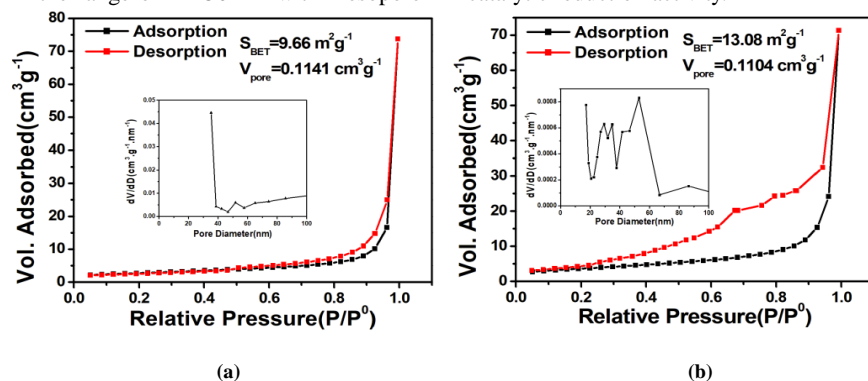 Adsorption
Desorption
S_BET=9.66 m²g⁻¹
V_pore=0.1141 cm³g⁻¹
Vol. Adsorbed(cm³g⁻¹)
80
70
60
50
40
30
20
10
0
dV/dD(cm³.g⁻¹.nm⁻¹)
0.05
0.04
0.03
0.02
0.01
0.00
0 20 40 60 80 100
Pore Diameter(nm)
0.0 0.2 0.4 0.6 0.8 1.0
Relative Pressure(P/P⁰)
(a)
Adsorption
Desorption
S_BET=13.08 m²g⁻¹
V_pore=0.1104 cm³g⁻¹
Vol. Adsorbed(cm³g⁻¹)
70
60
50
40
30
20
10
0
dV/dD(cm³.g⁻¹.nm⁻¹)
0.0008
0.0006
0.0004
0.0002
0.0000
0 20 40 60 80 100
Pore Diameter(nm)
0.0 0.2 0.4 0.6 0.8 1.0
Relative Pressure(P/P⁰)
(b)